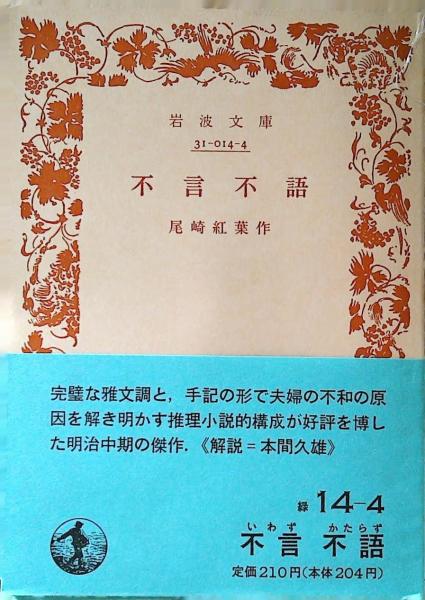 岩波文庫
31-014-4
不言不語
尾崎紅葉作
完璧な雅文調と，手記の形で夫婦の不和の原
因を解き明かす推理小説的構成が好評を博し
た明治中期の傑作．《解説＝本間久雄》
緑 14-4
いわず かたらず
不言 不語
定価210円(本体204円)